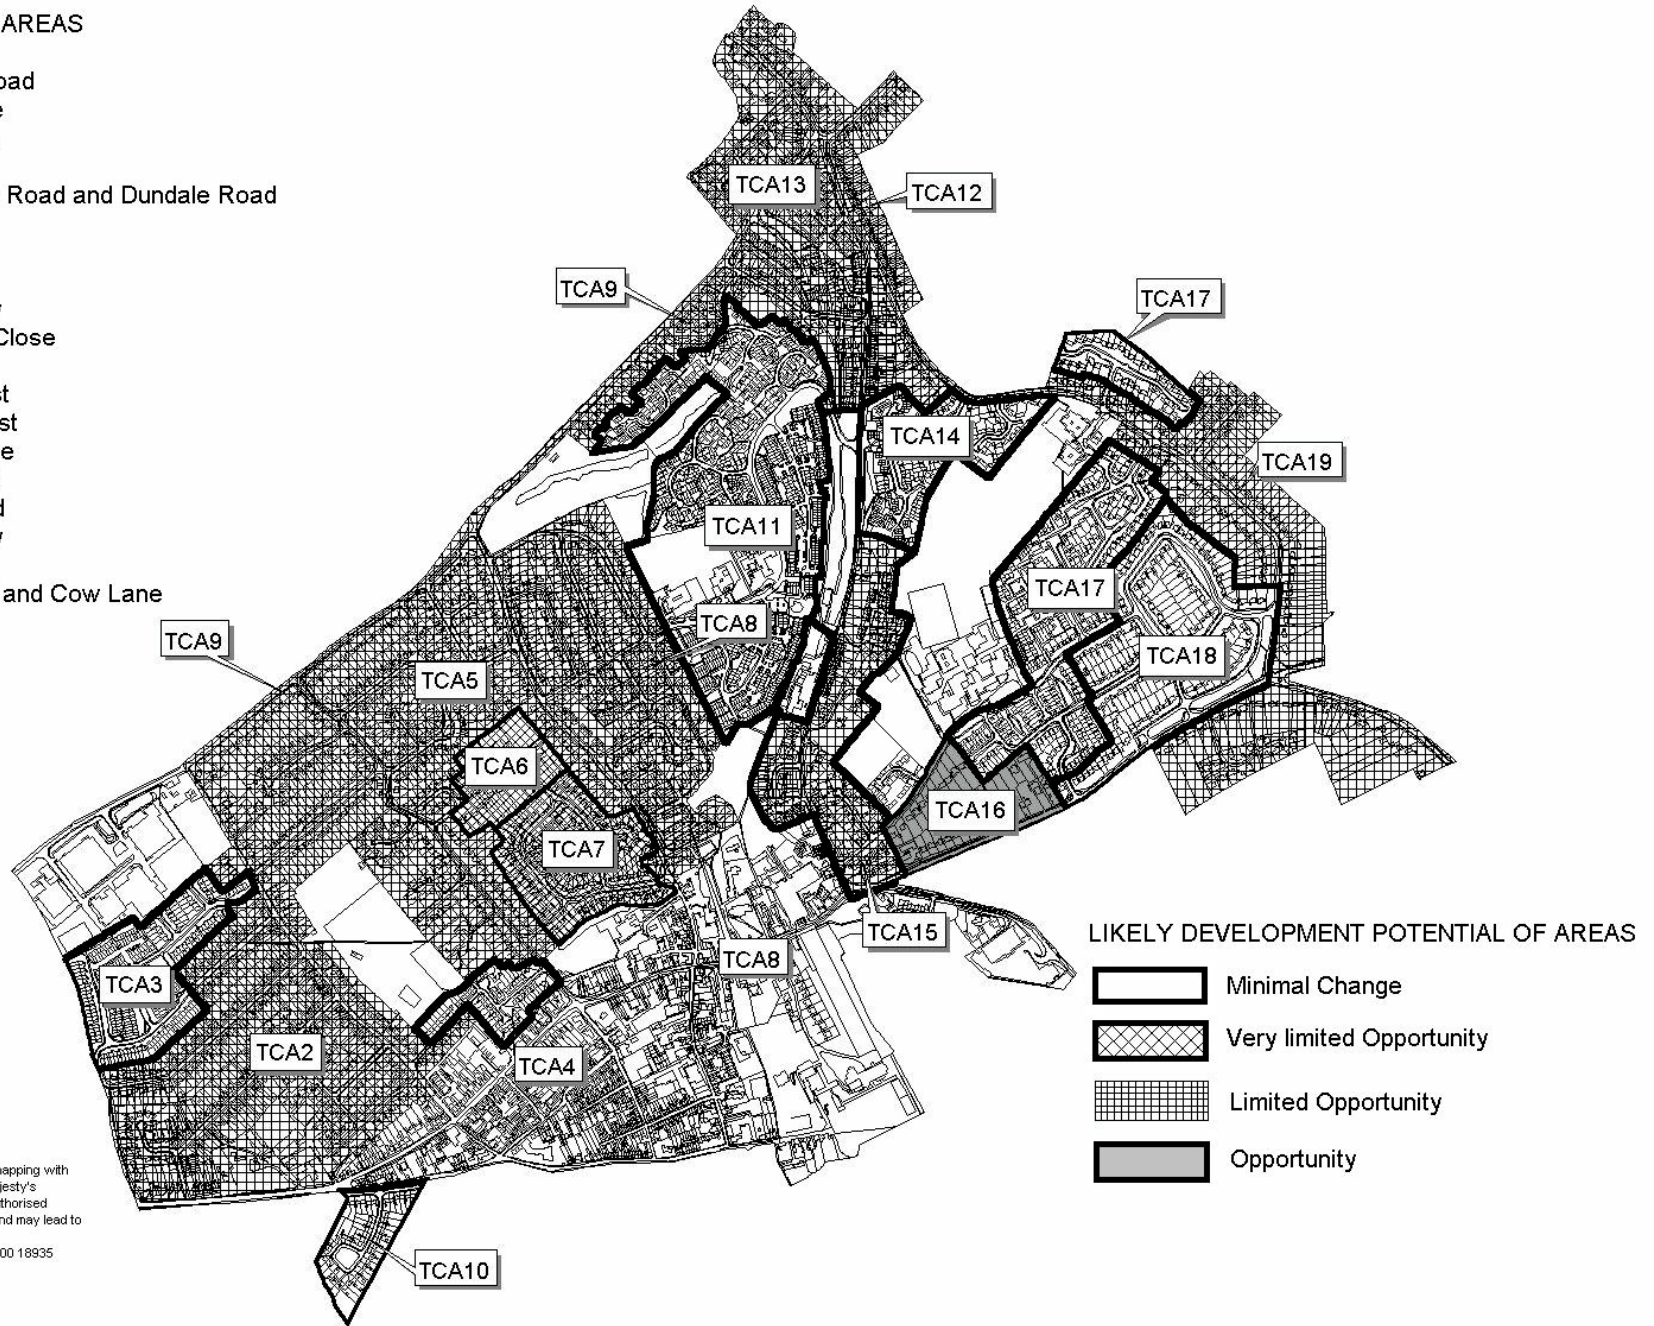 AREAS
oad
e
Road and Dundale Road
Close
st
st
e
d
and Cow Lane
TCA13
TCA12
TCA9
TCA17
TCA14
TCA19
TCA11
TCA17
TCA8
TCA9
TCA5
TCA18
TCA6
TCA16
TCA7
TCA15
TCA8
TCA3
TCA2
TCA4
TCA10
LIKELY DEVELOPMENT POTENTIAL OF AREAS
Minimal Change
Very limited Opportunity
Limited Opportunity
Opportunity
apping with
jesty's
thorised
nd may lead to
00 18935